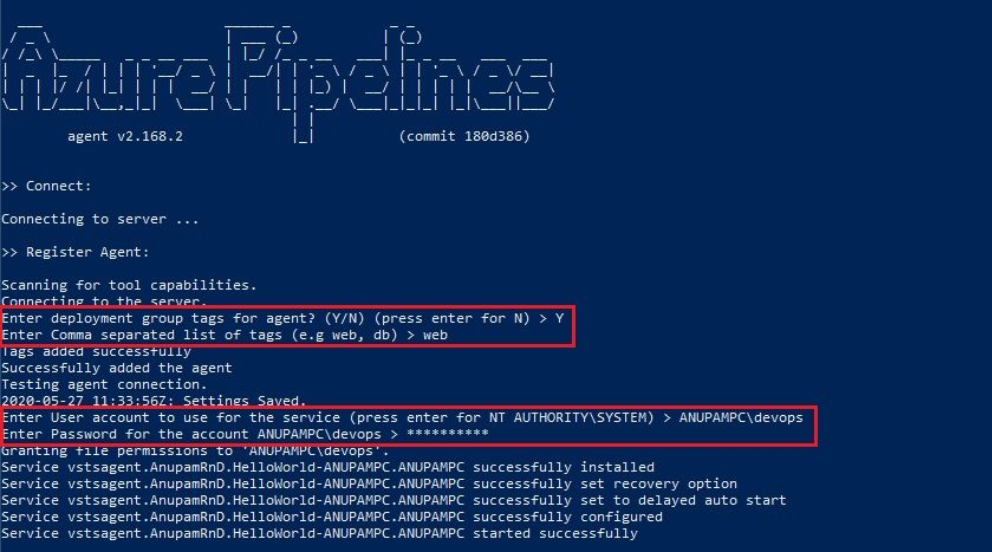 AzurePipelines
agent v2.168.2 (commit 180d386)
>> Connect:
Connecting to server ...
>> Register Agent:
Scanning for tool capabilities.
Connecting to the server.
Enter deployment group tags for agent? (Y/N) (press enter for N) > Y
Enter Comma separated list of tags (e.g web, db) > web
Tags added successfully
Successfully added the agent
Testing agent connection.
2020-05-27 11:33:56Z: Settings Saved.
Enter User account to use for the service (press enter for NT AUTHORITY\SYSTEM) > ANUPAMPC\devops
Enter Password for the account ANUPAMPC\devops > **********
Granting file permissions to 'ANUPAMPC\devops'.
Service vstsagent.AnupamRnD.HelloWorld-ANUPAMPC.ANUPAMPC successfully installed
Service vstsagent.AnupamRnD.HelloWorld-ANUPAMPC.ANUPAMPC successfully set recovery option
Service vstsagent.AnupamRnD.HelloWorld-ANUPAMPC.ANUPAMPC successfully set to delayed auto start
Service vstsagent.AnupamRnD.HelloWorld-ANUPAMPC.ANUPAMPC successfully configured
Service vstsagent.AnupamRnD.HelloWorld-ANUPAMPC.ANUPAMPC started successfully